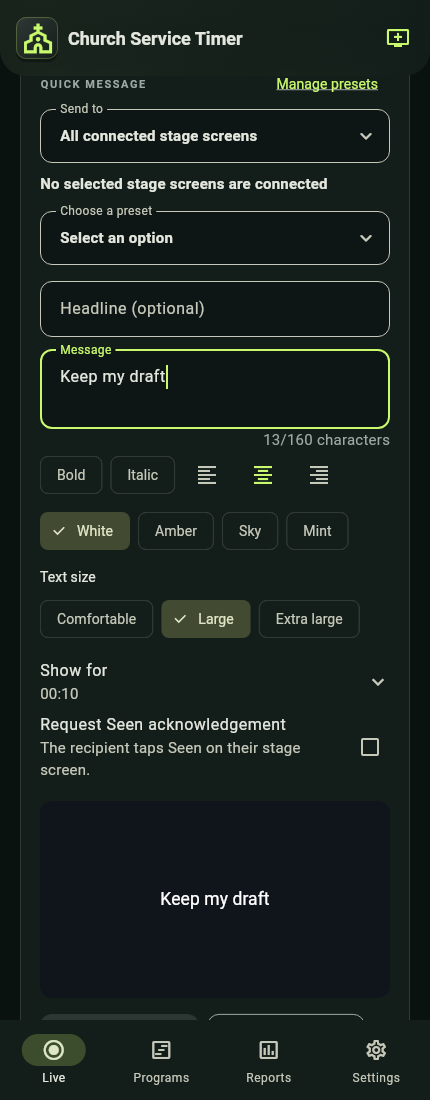 Church Service Timer
QUICK MESSAGE
Manage presets
Send to
All connected stage screens
No selected stage screens are connected
Choose a preset
Select an option
Headline (optional)
Message
Keep my draft
13/160 characters
Bold
Italic
White
Amber
Sky
Mint
Text size
Comfortable
Large
Extra large
Show for
00:10
Request Seen acknowledgement
The recipient taps Seen on their stage
screen.
Keep my draft
Live
Programs
Reports
Settings